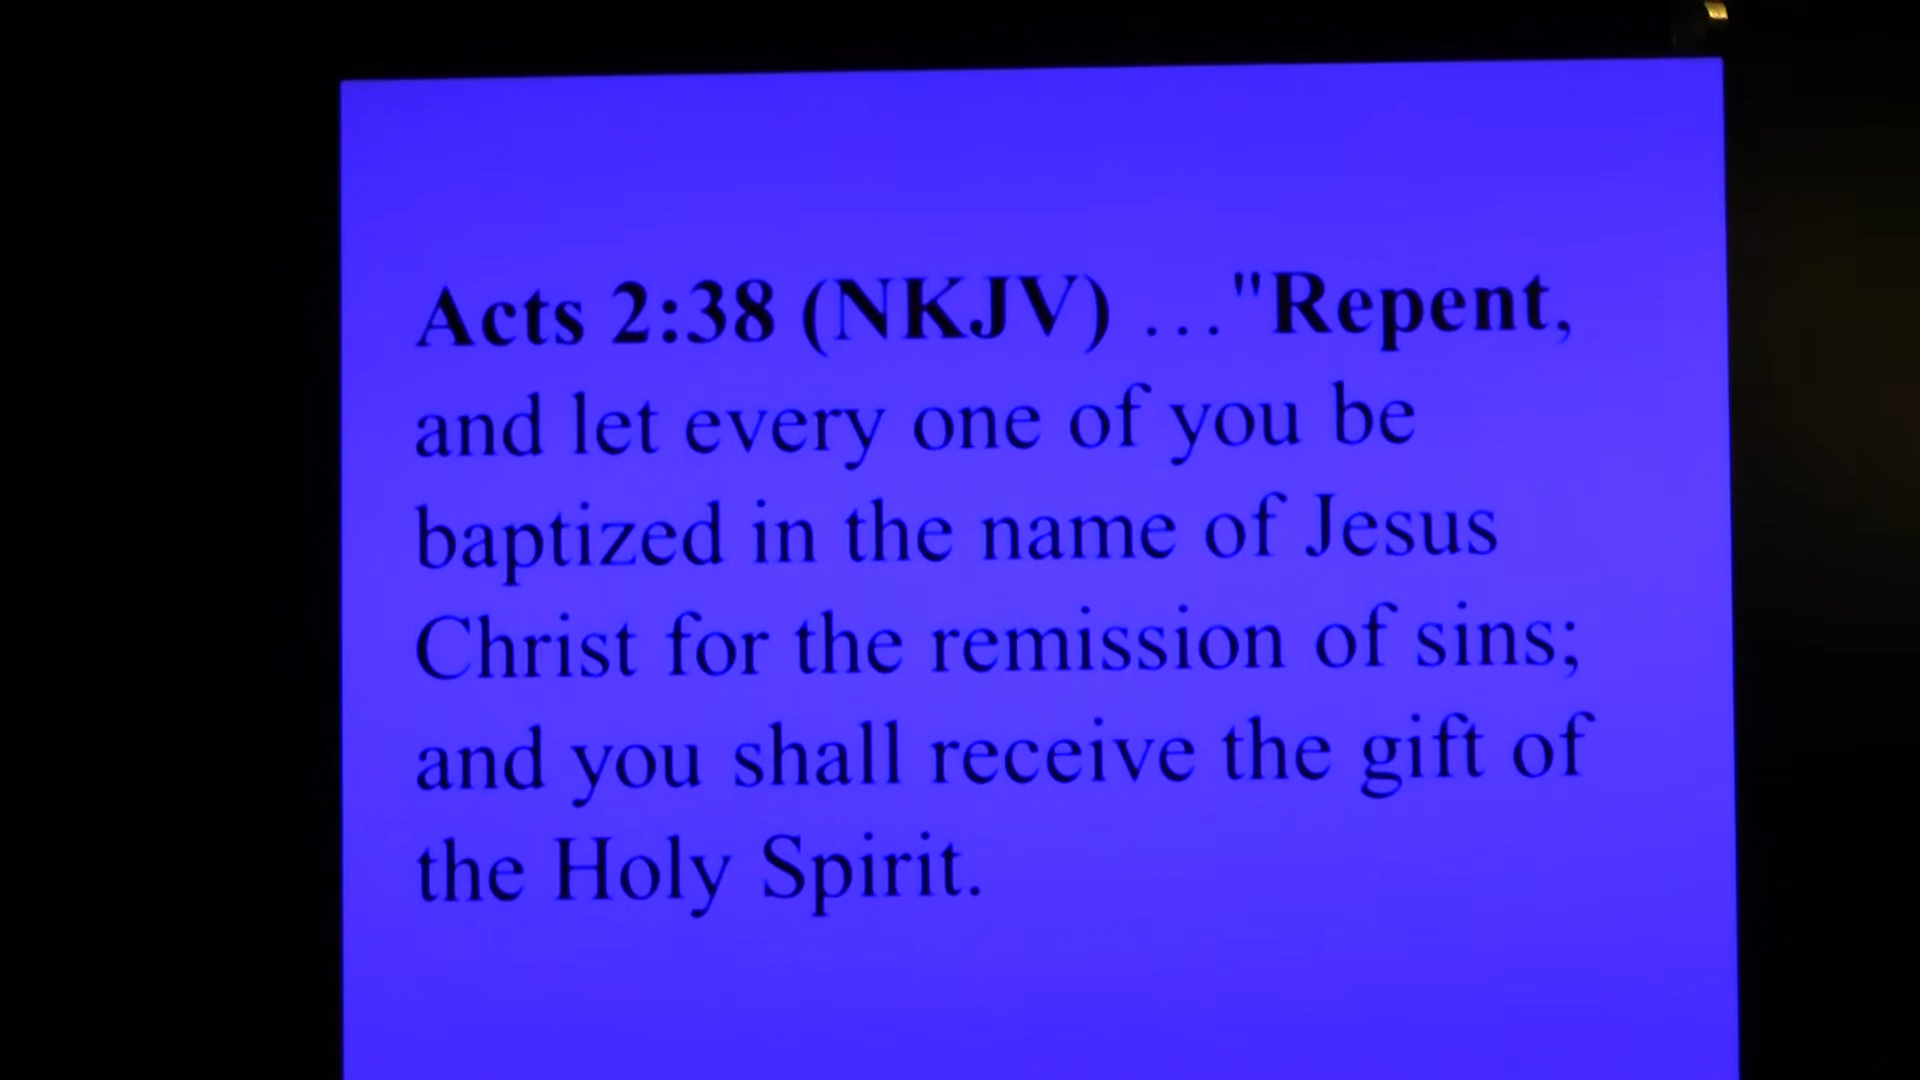 Acts 2:38 (NKJV) …"Repent,
and let every one of you be
baptized in the name of Jesus
Christ for the remission of sins;
and you shall receive the gift of
the Holy Spirit.